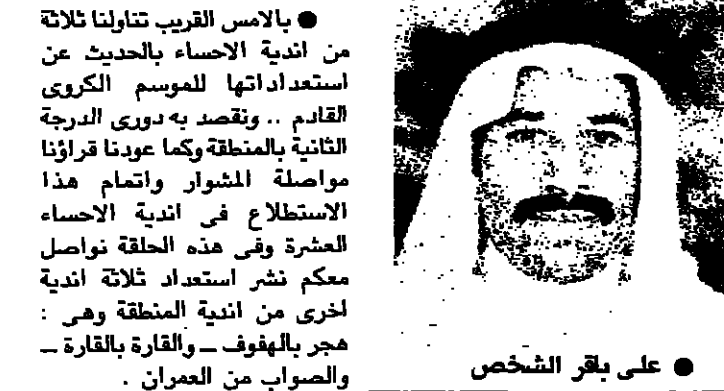 ● بالامس القريب تناولنا ثلاثة
من اندية الاحساء بالحديث عن
استعداداتها للموسم الكروى
القادم .. ونقصد به دورى الدرجة
الثانية بالمنطقة وكما عودنا قراؤنا
مواصلة المشوار واتمام هذا
الاستطلاع فى اندية الاحساء
العشرة وفى هذه الحلقة نواصل
معكم نشر استعداد ثلاثة اندية
اخرى من اندية المنطقة وهى :
هجر بالهفوف ــ والقارة بالقارة ــ
والصواب من العمران .
● على باقر الشخص